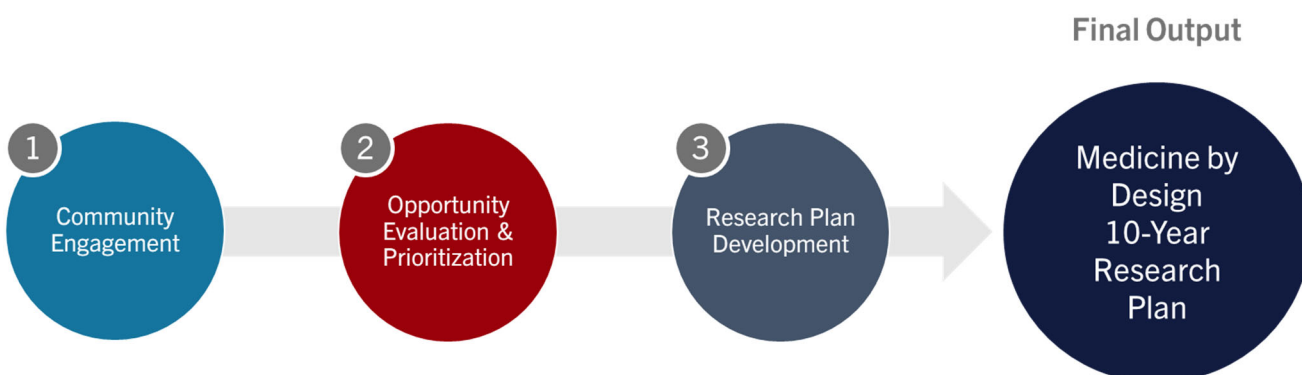 Final Output
1
Community
Engagement
2
Opportunity
Evaluation &
Prioritization
3
Research Plan
Development
Medicine by
Design
10-Year
Research
Plan